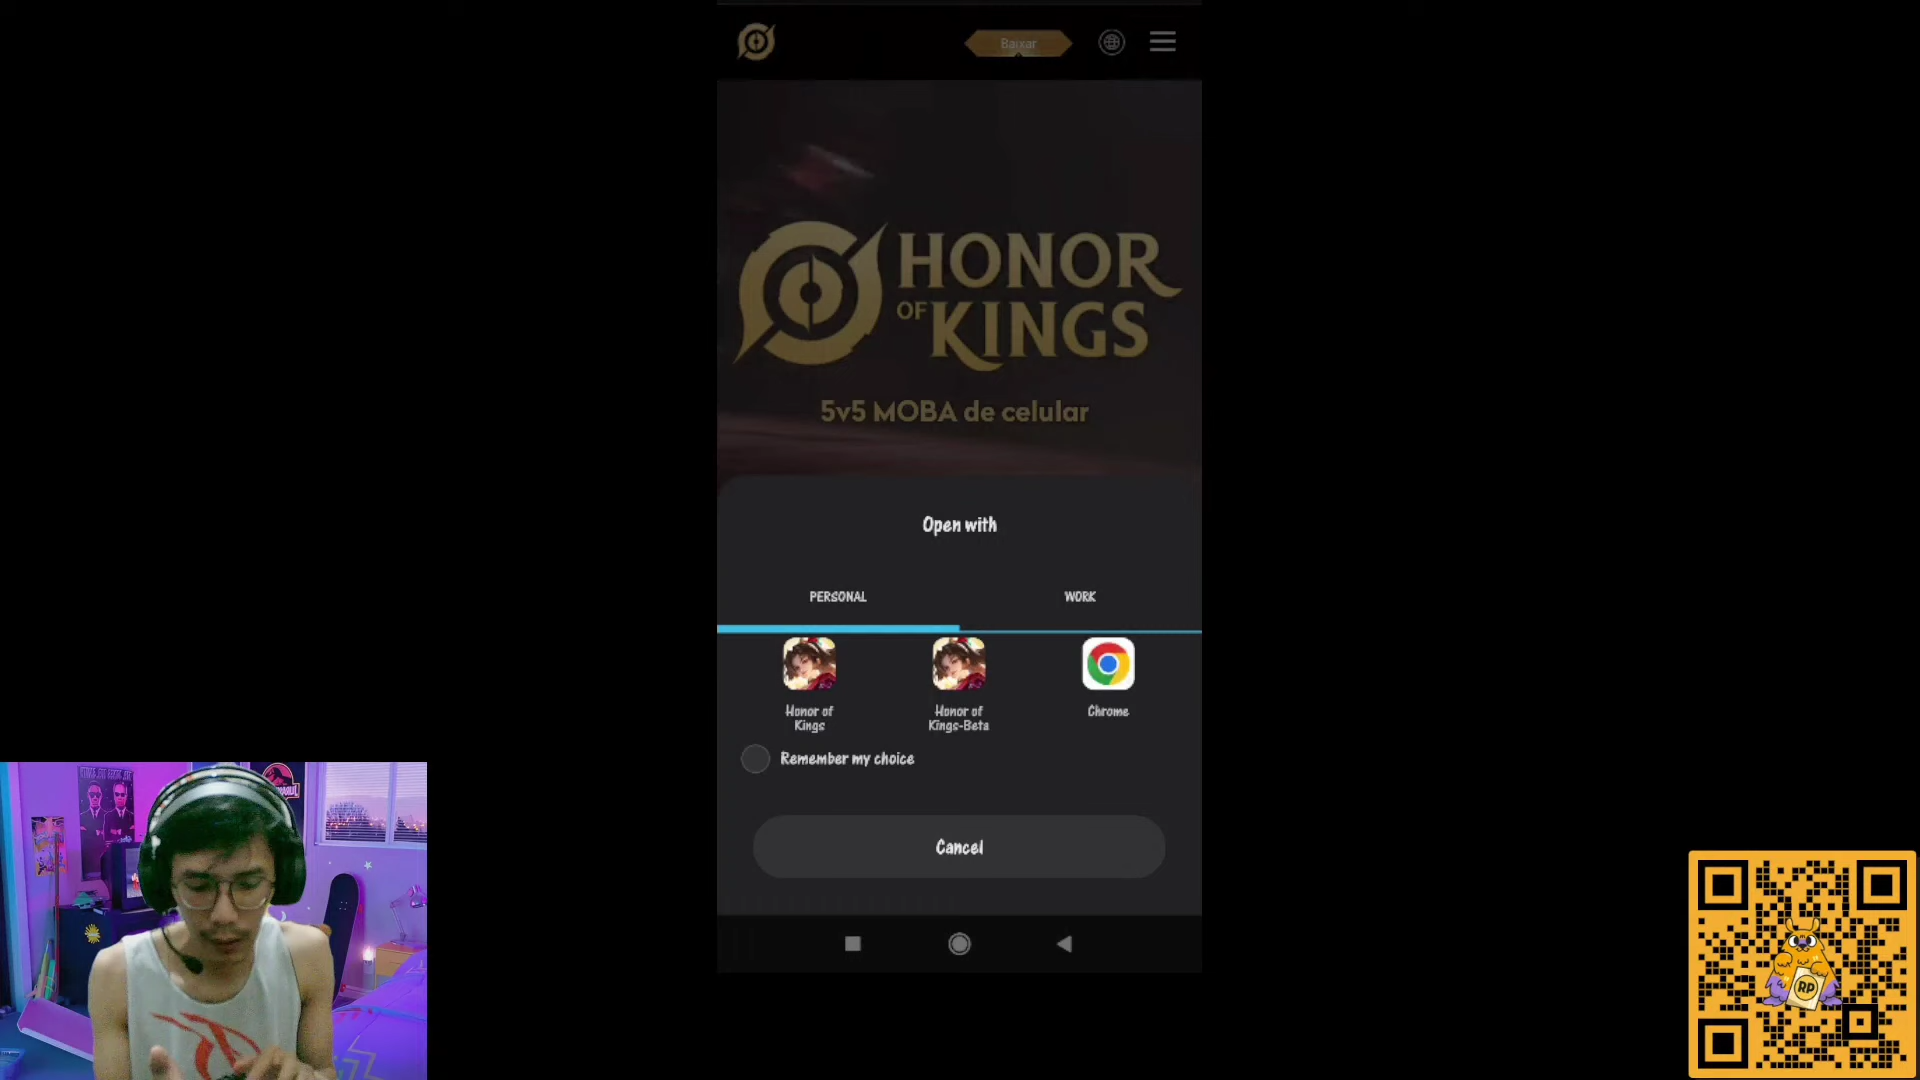 Baixar
HONOR
OF KINGS
5v5 MOBA de celular
Open with
PERSONAL
WORK
Honor of
Kings
Honor of
Kings-Beta
Chrome
Remember my choice
Cancel
RP